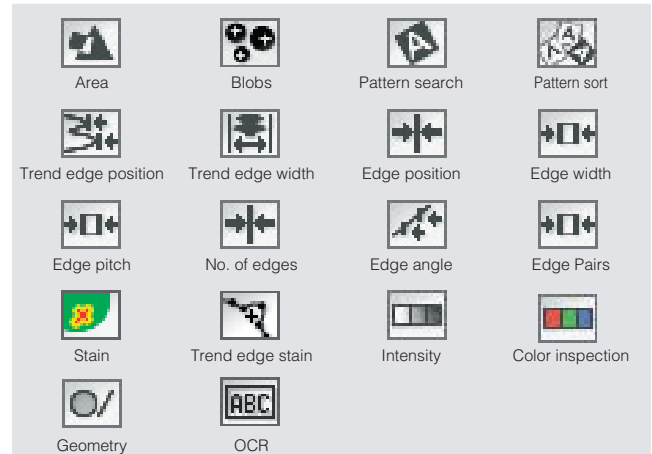 Area Blobs Pattern search Pattern sort
Trend edge position Trend edge width Edge position Edge width
Edge pitch No. of edges Edge angle Edge Pairs
Stain Trend edge stain Intensity Color inspection
ABC
Geometry OCR